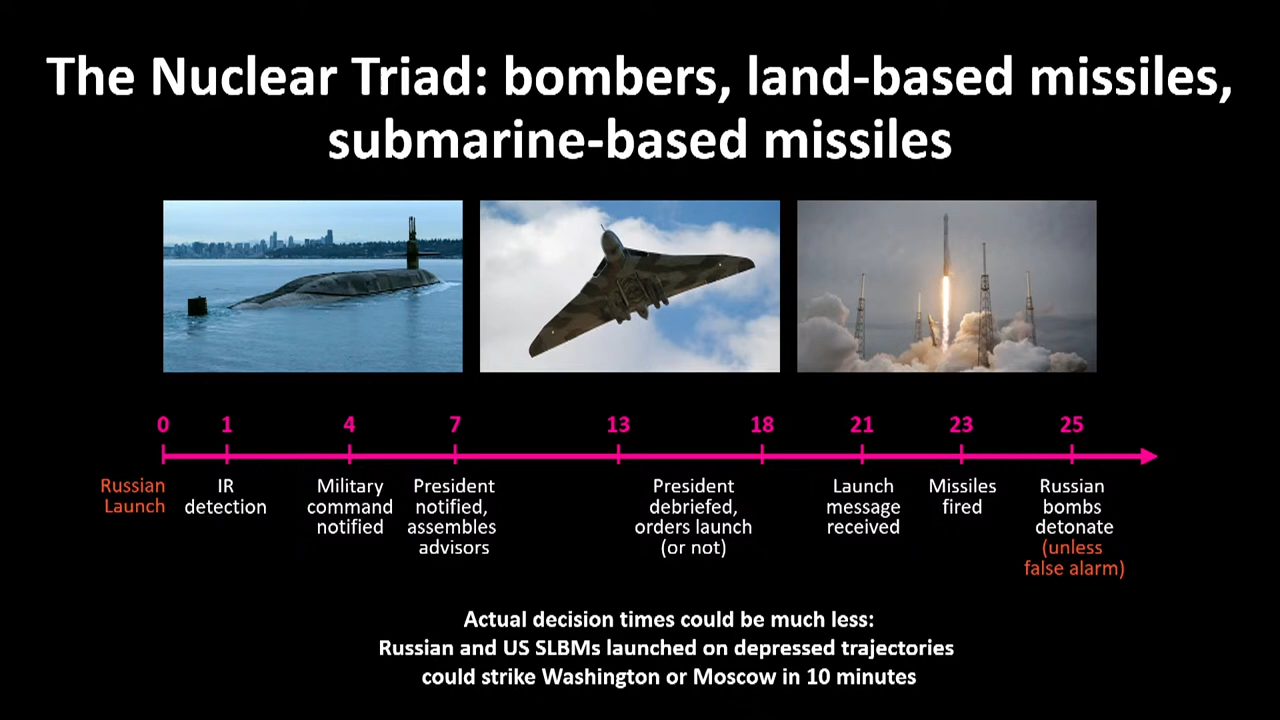 The Nuclear Triad: bombers, land-based missiles,
submarine-based missiles
0
1
4
7
13
18
21
23
25
Russian
Launch
IR
detection
Military
command
notified
President
notified,
assembles
advisors
President
debriefed,
orders launch
(or not)
Launch
message
received
Missiles
fired
Russian
bombs
detonate
(unless
false alarm)
Actual decision times could be much less:
Russian and US SLBMs launched on depressed trajectories
could strike Washington or Moscow in 10 minutes